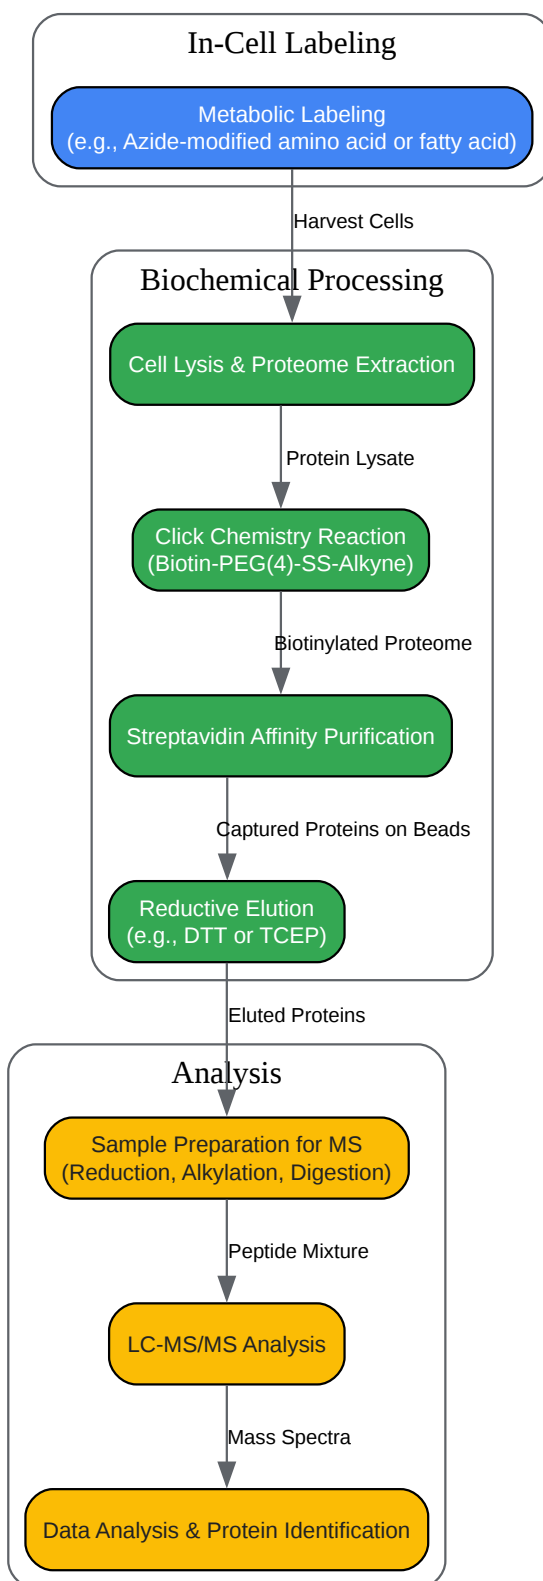 In-Cell Labeling
Metabolic Labeling
(e.g., Azide-modified amino acid or fatty acid)
Harvest Cells
Biochemical Processing
Cell Lysis & Proteome Extraction
Protein Lysate
Click Chemistry Reaction
(Biotin-PEG(4)-SS-Alkyne)
Biotinylated Proteome
Streptavidin Affinity Purification
Captured Proteins on Beads
Reductive Elution
(e.g., DTT or TCEP)
Eluted Proteins
Analysis
Sample Preparation for MS
(Reduction, Alkylation, Digestion)
Peptide Mixture
LC-MS/MS Analysis
Mass Spectra
Data Analysis & Protein Identification